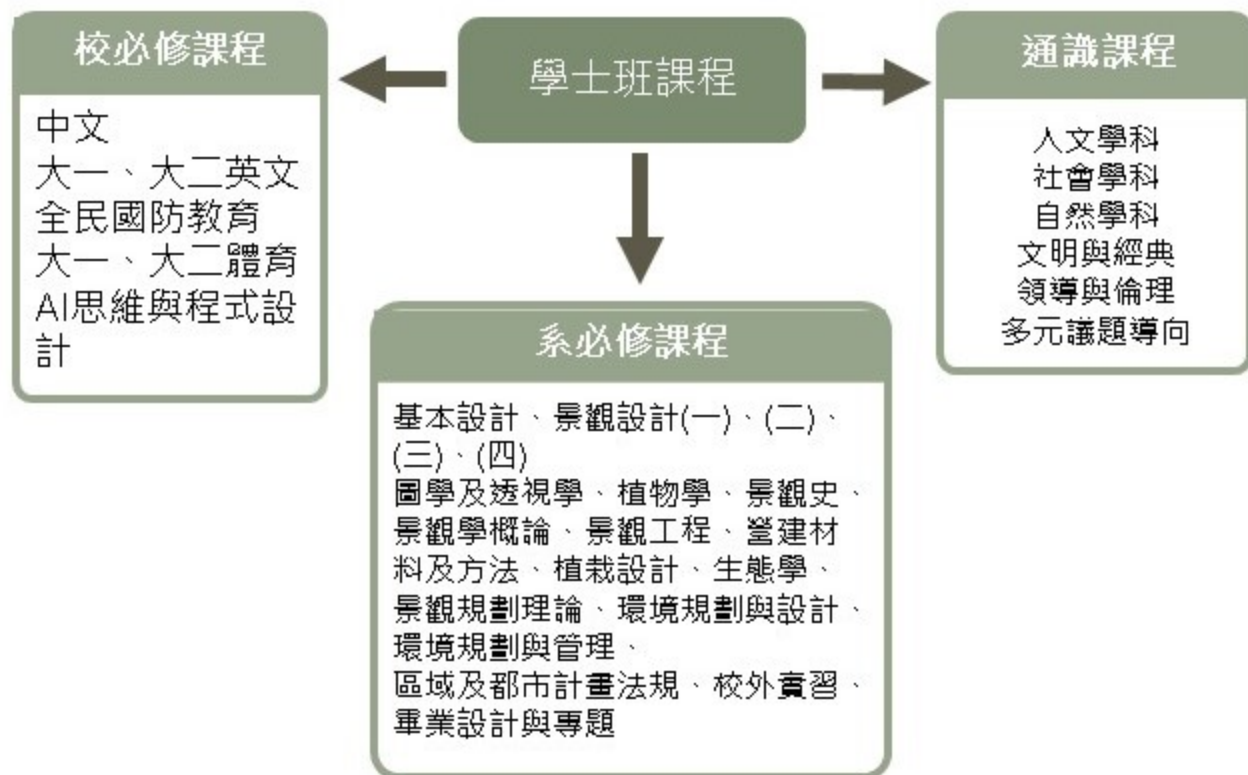 學士班課程
校必修課程
中文
大一、大二英文
全民國防教育
大一、大二體育
AI思維與程式設
計
通識課程
人文學科
社會學科
自然學科
文明與經典
領導與倫理
多元議題導向
系必修課程
基本設計、景觀設計(一)、(二)、
(三)、(四)
圖學及透視學、植物學、景觀史、
景觀學概論、景觀工程、營建材
料及方法、植栽設計、生態學、
景觀規劃理論、環境規劃與設計、
環境規劃與管理、
區域及都市計畫法規、校外實習、
畢業設計與專題